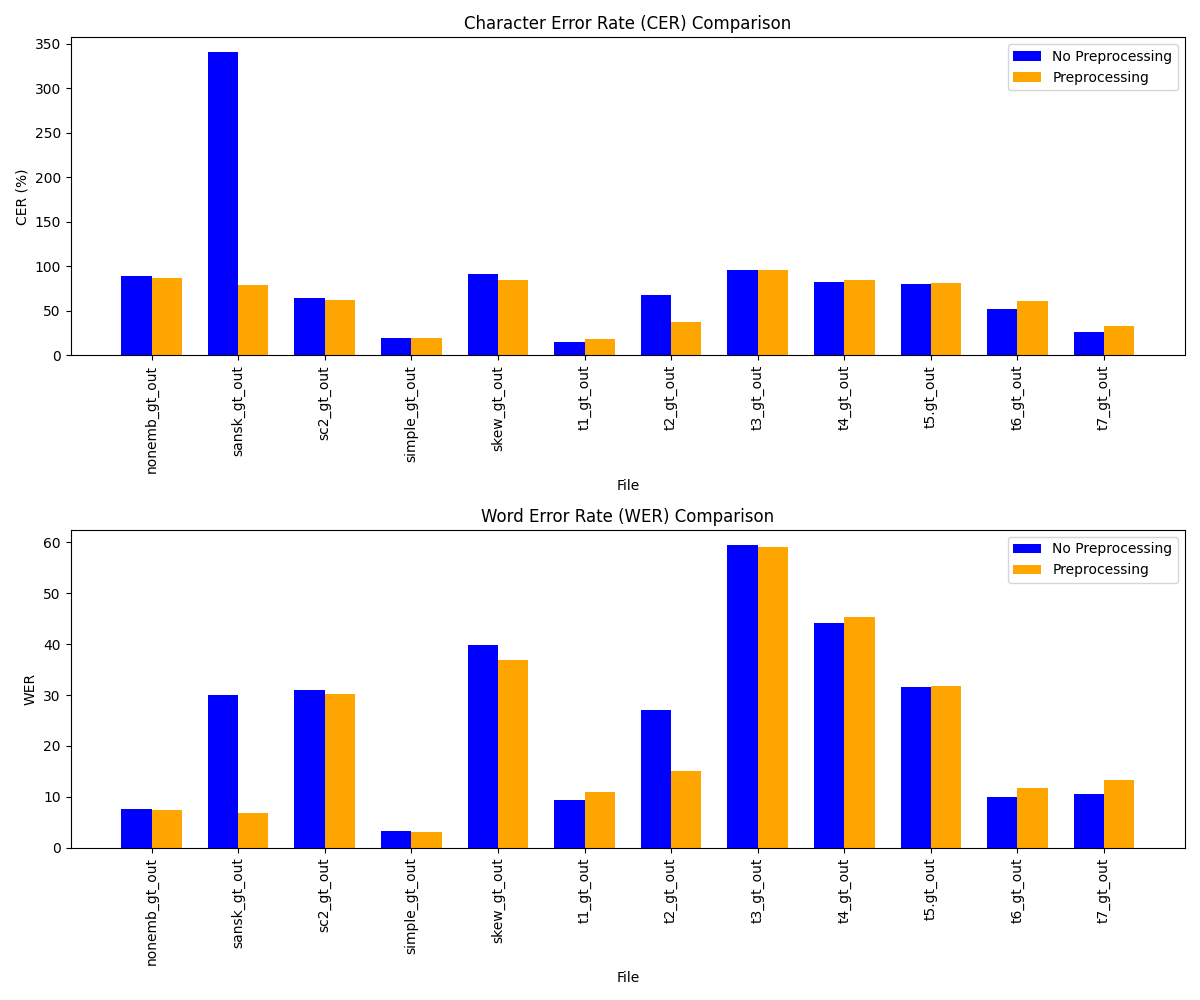 Character Error Rate (CER) Comparison
350
300
250
200
150
100
50
0
CER (%)
No Preprocessing
Preprocessing
nonemb_gt_out
sansk_gt_out
sc2_gt_out
simple_gt_out
skew_gt_out
t1_gt_out
t2_gt_out
t3_gt_out
t4_gt_out
t5.gt_out
t6_gt_out
t7_gt_out
File
Word Error Rate (WER) Comparison
60
50
40
30
20
10
0
WER
No Preprocessing
Preprocessing
nonemb_gt_out
sansk_gt_out
sc2_gt_out
simple_gt_out
skew_gt_out
t1_gt_out
t2_gt_out
t3_gt_out
t4_gt_out
t5.gt_out
t6_gt_out
t7_gt_out
File